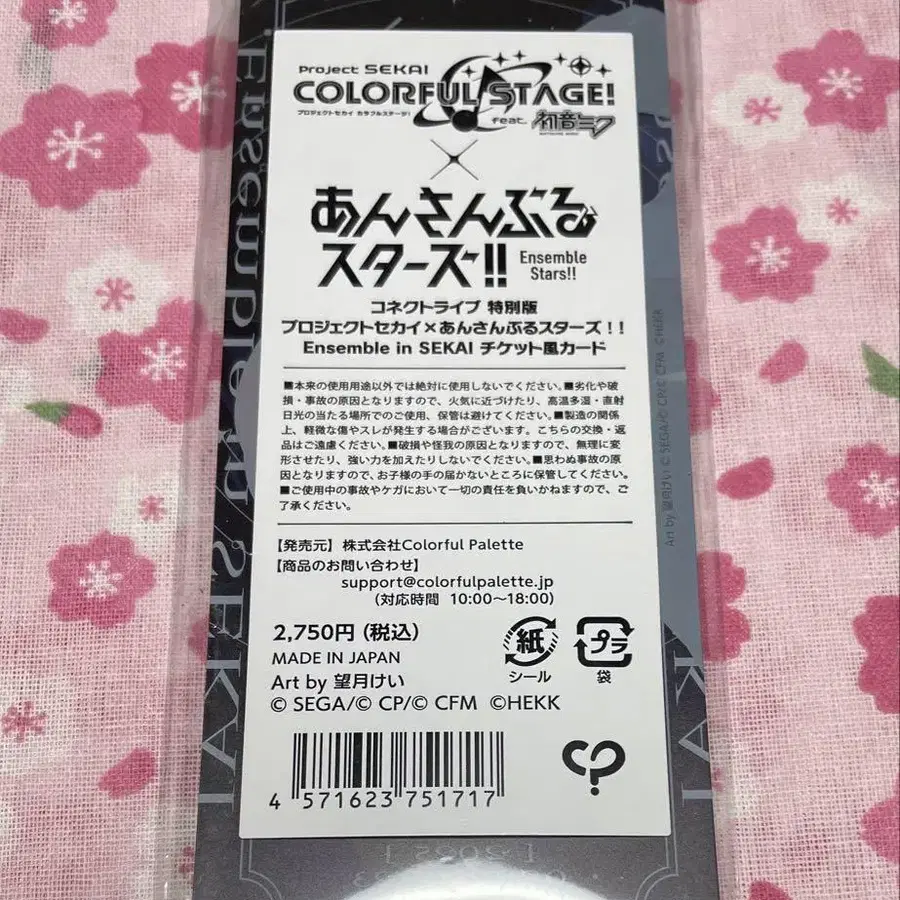 Project SEKAI
COLORFUL STAGE!
プロジェクトセカイ カラフルステージ!
feat. 初音ミク
HATSUNE MIKU
×
あんさんぶる
スターズ!!
Ensemble
Stars!!
コネクトライブ 特別版
プロジェクトセカイ×あんさんぶるスターズ!!
Ensemble in SEKAI チケット風カード
■本来の使用用途以外では絶対に使用しないでください。■劣化や破
損・事故の原因となりますので、火気に近づけたり、高温多湿・直射
日光の当たる場所でのご使用、保管は避けてください。■製造の関係
上、軽微な傷やスレが発生する場合がございます。こちらの交換・返
品はご遠慮ください。■破損や怪我の原因となりますので、無理に変
形させたり、強い力を加えたりしないでください。■思わぬ事故の原
因となりますので、お子様の手の届かないところに保管してください。
■ご使用中の事故やケガにおいて一切の責任を負いかねますので、ご
了承ください。
【発売元】株式会社Colorful Palette
【商品のお問い合わせ】
support@colorfulpalette.jp
(対応時間 10:00〜18:00)
2,750円 (税込)
MADE IN JAPAN
Art by 望月けい
© SEGA/© CP/© CFM ©HEKK
紙
シール
プラ
袋
4 571623 751717
Ensemble in SEKAI
Art by 望月けい © SEGA/© CP/© CFM ©HEKK